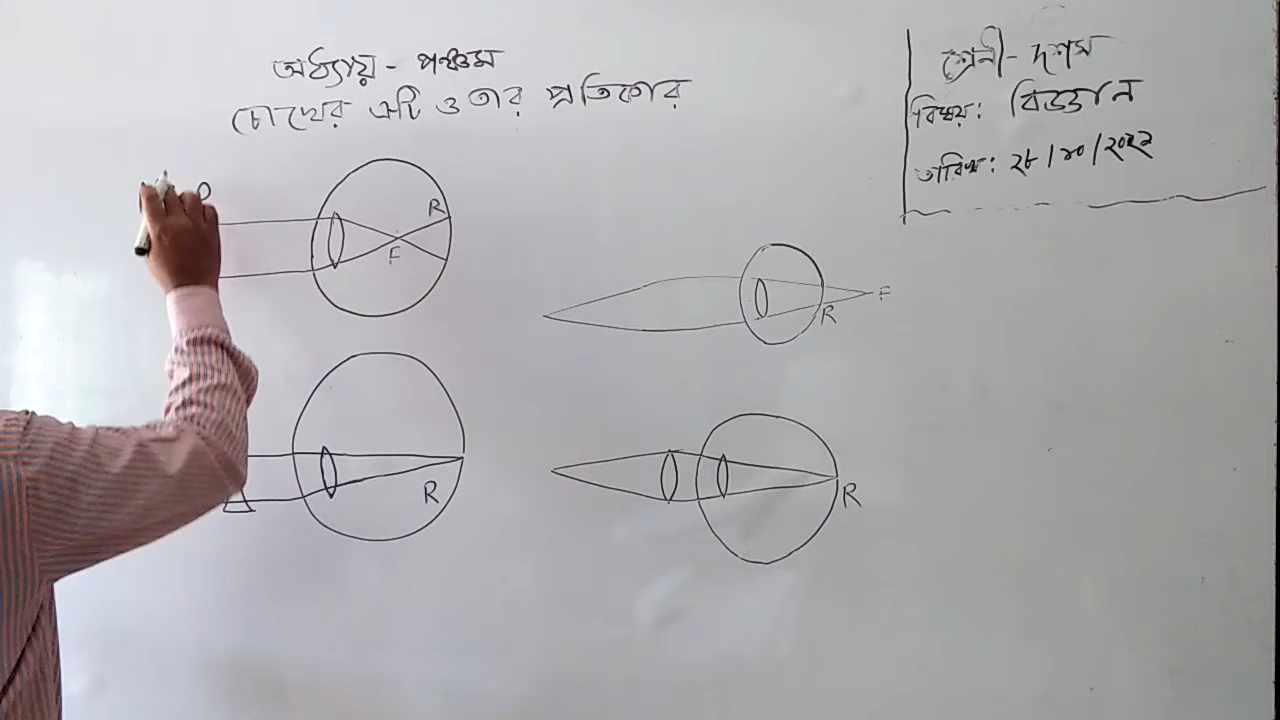 অধ্যায় - পঞ্চম
চোখের ত্রুটি ও তার প্রতিকার
শ্রেনী - দশম
বিষয়: বিজ্ঞান
তারিখ: ২৮/১০/২০২২
R
F
F
R
R
R